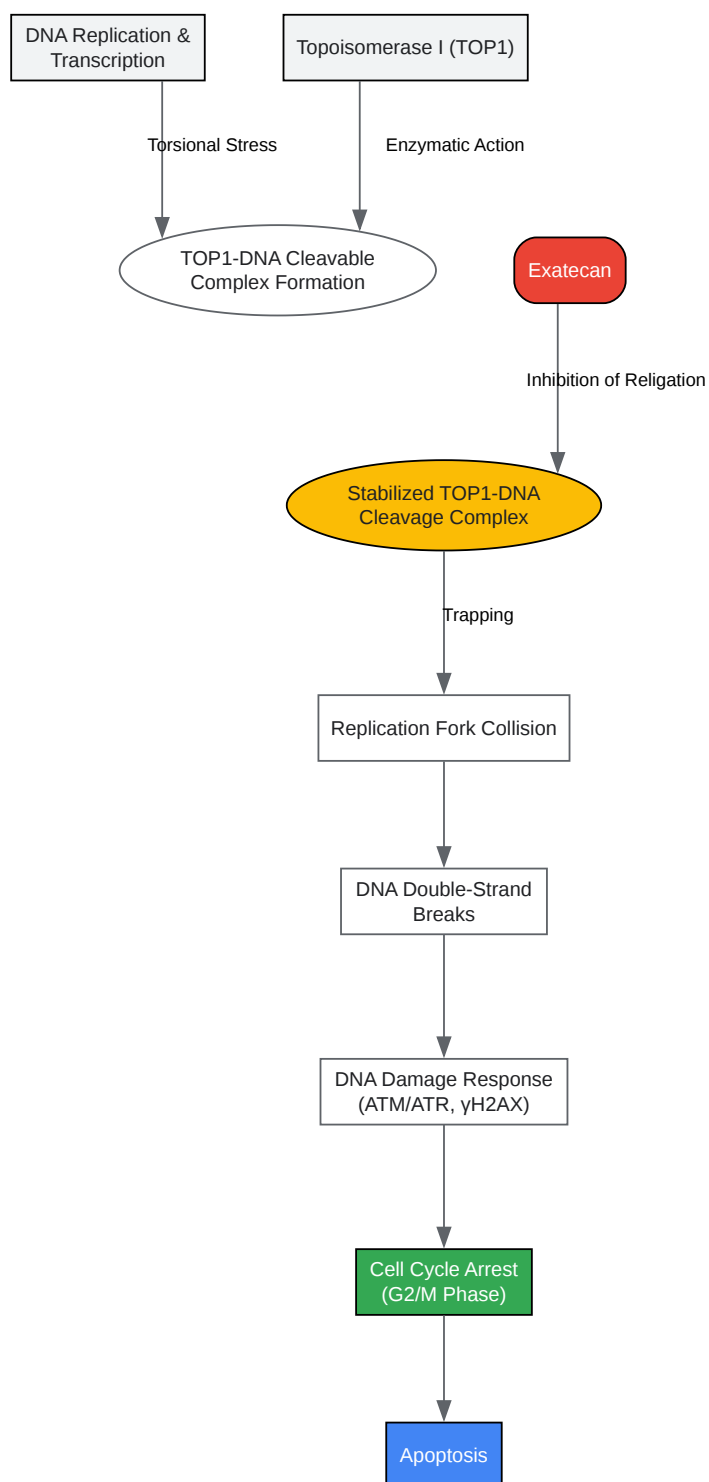 DNA Replication &
Transcription
Topoisomerase I (TOP1)
Torsional Stress
Enzymatic Action
TOP1-DNA Cleavable
Complex Formation
Exatecan
Inhibition of Religation
Stabilized TOP1-DNA
Cleavage Complex
Trapping
Replication Fork Collision
DNA Double-Strand
Breaks
DNA Damage Response
(ATM/ATR, γH2AX)
Cell Cycle Arrest
(G2/M Phase)
Apoptosis